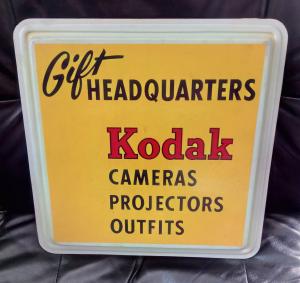 Gift
HEADQUARTERS
Kodak
CAMERAS
PROJECTORS
OUTFITS